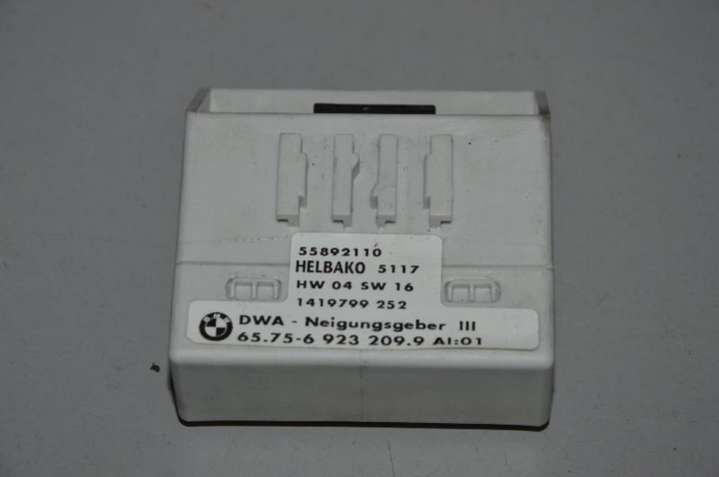 55892110
HELBAKO 5117
HW 04 SW 16
1419799 252
DWA - Neigungsgeber III
65.75-6 923 209.9 AI:01